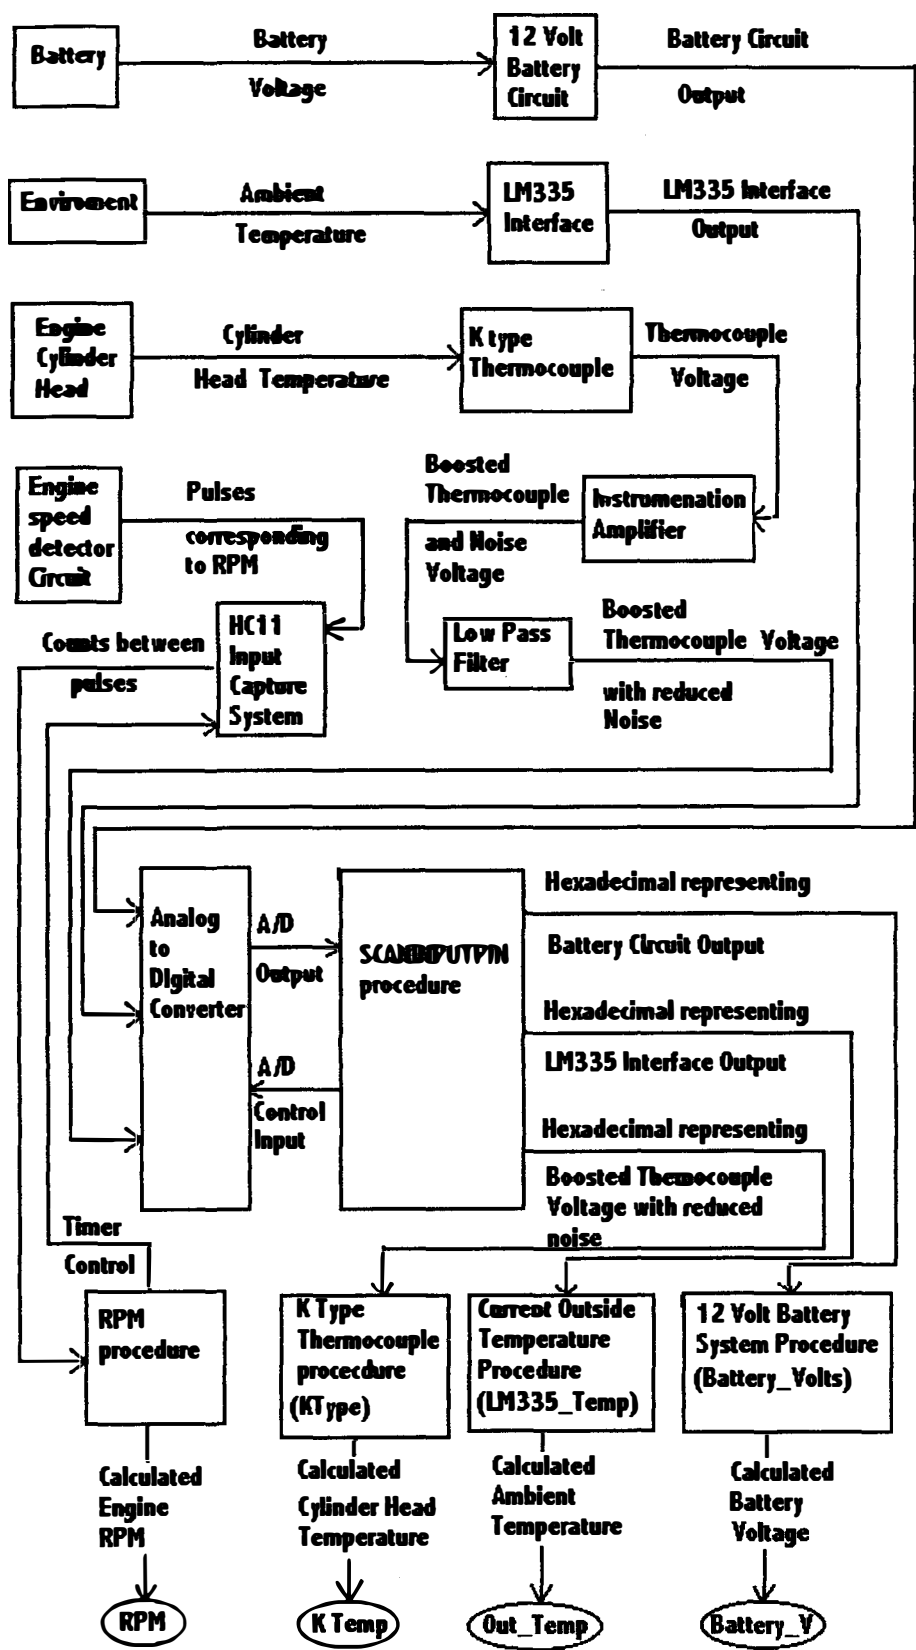 Battery
Battery
Voltage
12 Volt
Battery
Circuit
Battery Circuit
Output
Enviroment
Ambient
Temperature
LM335
Interface
LM335 Interface
Output
Engine
Cylinder
Head
Cylinder
Head Temperature
K type
Thermocouple
Thermocouple
Voltage
Engine
speed
detector
Circuit
Pulses
corresponding
to RPM
Boosted
Thermocouple
and Noise
Voltage
Instrumenation
Amplifier
Counts between
pulses
HC11
Input
Capture
System
Low Pass
Filter
Boosted
Thermocouple Voltage
with reduced
Noise
Analog
to
Digital
Converter
A/D
Output
A/D
Control
Input
SCANINPUTPIN
procedure
Hexadecimal representing
Battery Circuit Output
Hexadecimal representing
LM335 Interface Output
Hexadecimal representing
Boosted Thermocouple
Voltage with reduced
noise
Timer
Control
RPM
procedure
K Type
Thermocouple
procecdure
(KType)
Current Outside
Temperature
Procedure
(LM335_Temp)
12 Volt Battery
System Procedure
(Battery_Volts)
Calculated
Engine
RPM
Calculated
Cylinder Head
Temperature
Calculated
Ambient
Temperature
Calculated
Battery
Voltage
RPM
K Temp
Out_Temp
Battery_V